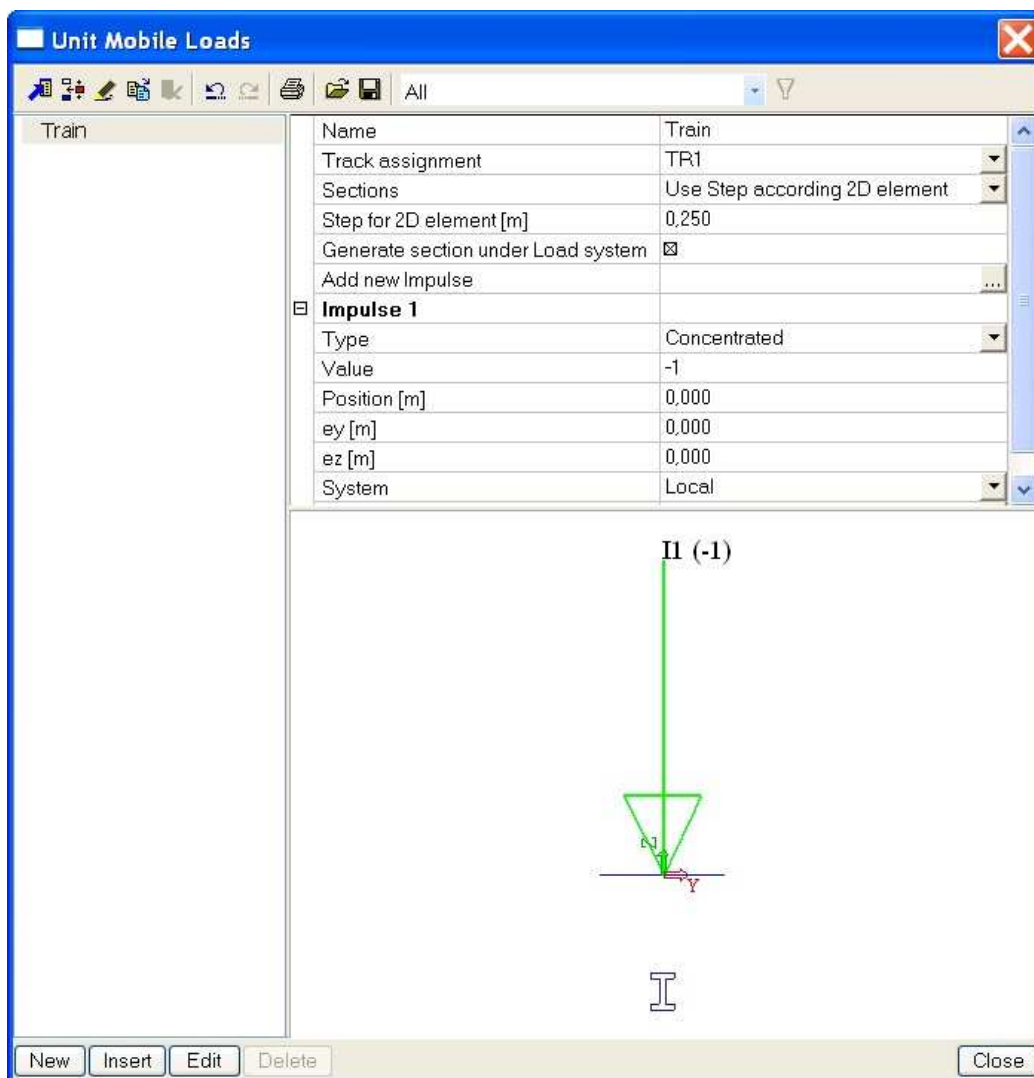 Unit Mobile Loads
All
Train
Name Train
Track assignment TR1
Sections Use Step according 2D element
Step for 2D element [m] 0,250
Generate section under Load system
Add new Impulse ...
Impulse 1
Type Concentrated
Value -1
Position [m] 0,000
ey [m] 0,000
ez [m] 0,000
System Local
I1 (-1)
Z
Y
New Insert Edit Delete Close